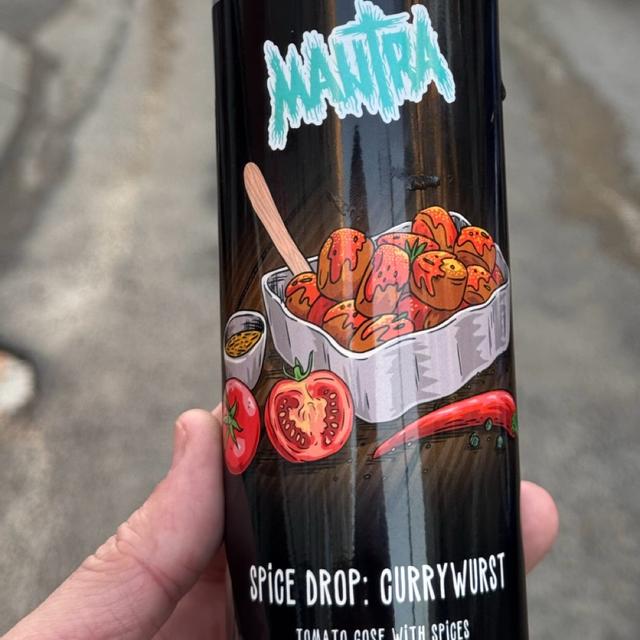 MANTRA
SPiCE DROP: CURRYWURST
TOMATO GOSE WiTH SPiCES